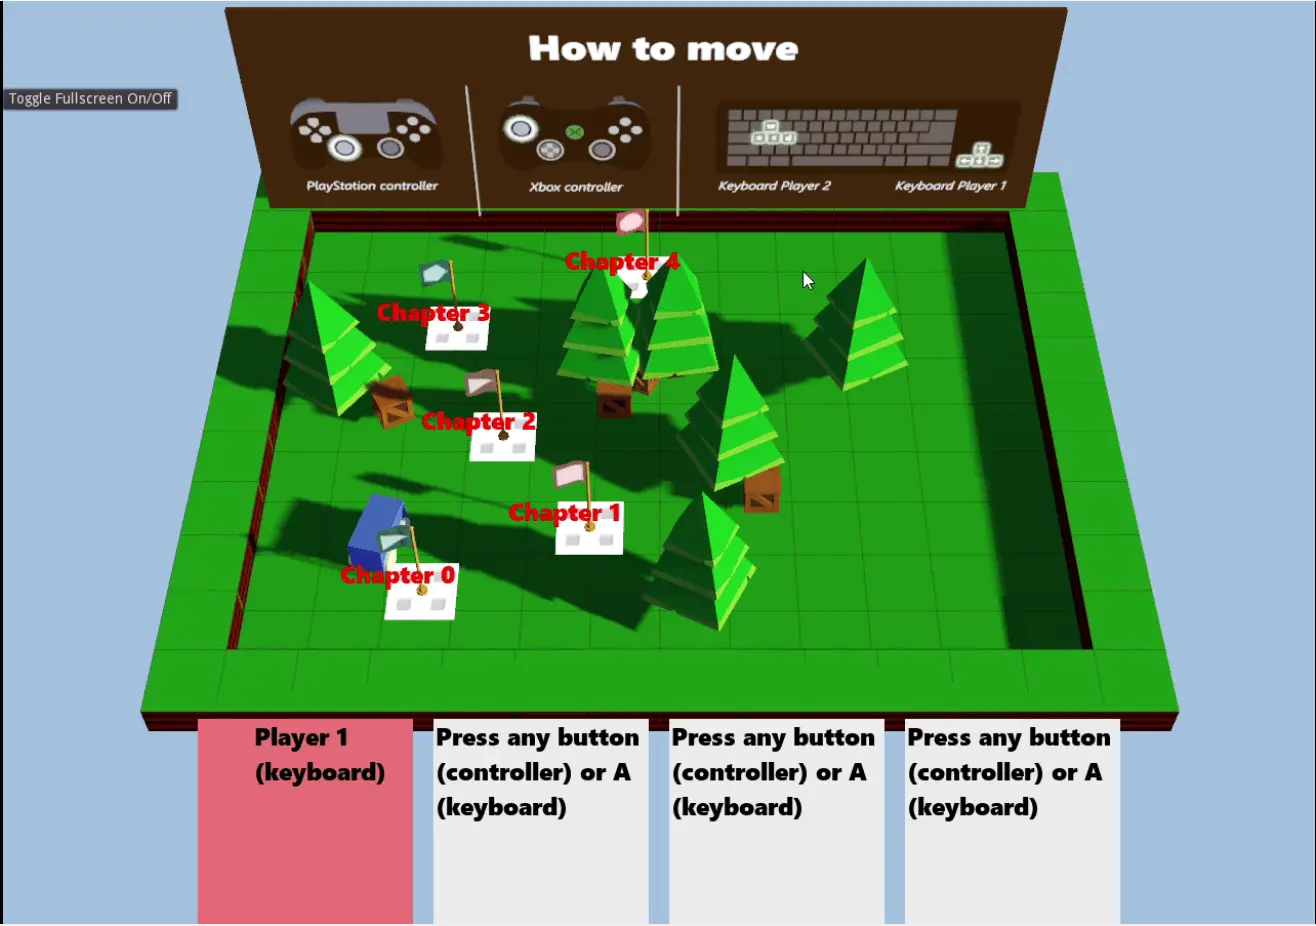 How to move
Toggle Fullscreen On/Off
PlayStation controller
Xbox controller
Keyboard Player 2
Keyboard Player 1
Chapter 4
Chapter 3
Chapter 2
Chapter 1
Chapter 0
Player 1
(keyboard)
Press any button
(controller) or A
(keyboard)
Press any button
(controller) or A
(keyboard)
Press any button
(controller) or A
(keyboard)